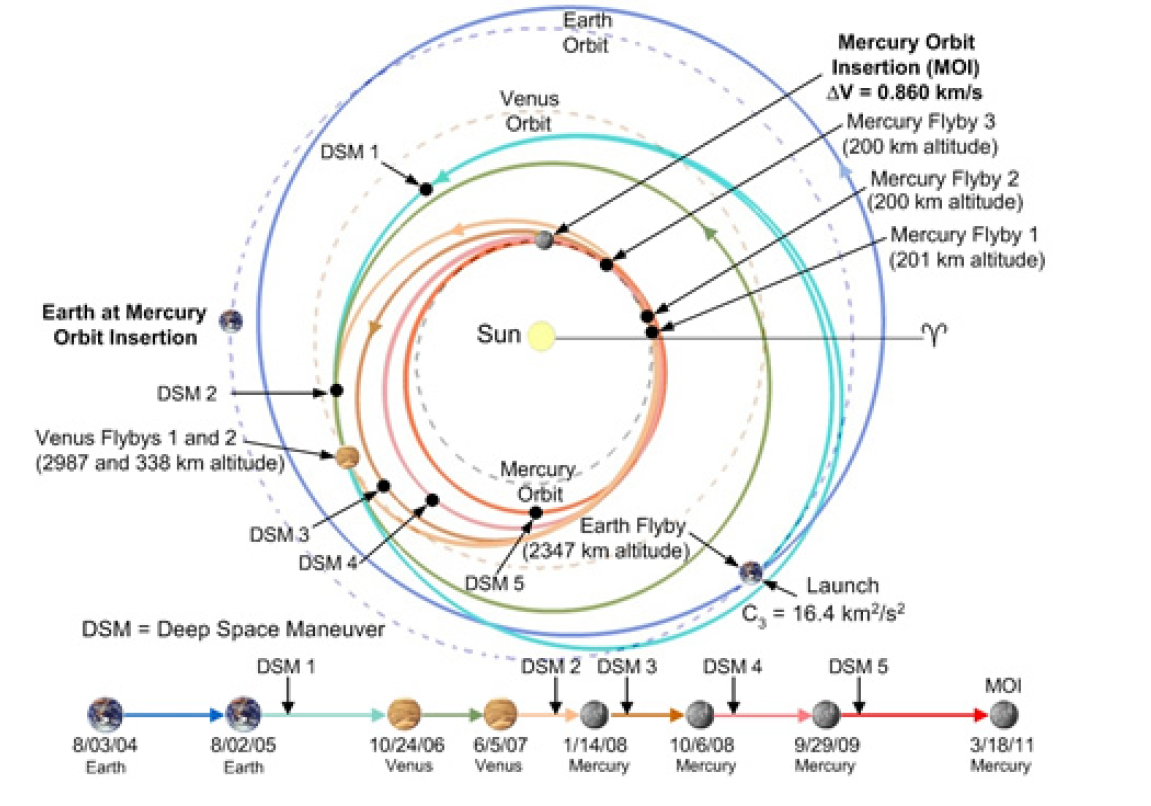 Earth
Orbit
Mercury Orbit
Insertion (MOI)
ΔV = 0.860 km/s
Venus
Orbit
Mercury Flyby 3
(200 km altitude)
DSM 1
Mercury Flyby 2
(200 km altitude)
Mercury Flyby 1
(201 km altitude)
Earth at Mercury
Orbit Insertion
Sun
♈
DSM 2
Venus Flybys 1 and 2
(2987 and 338 km altitude)
Mercury
Orbit
DSM 3
Earth Flyby
(2347 km altitude)
DSM 4
DSM 5
Launch
C₃ = 16.4 km²/s²
DSM = Deep Space Maneuver
DSM 1
DSM 2
DSM 3
DSM 4
DSM 5
MOI
8/03/04
Earth
8/02/05
Earth
10/24/06
Venus
6/5/07
Venus
1/14/08
Mercury
10/6/08
Mercury
9/29/09
Mercury
3/18/11
Mercury